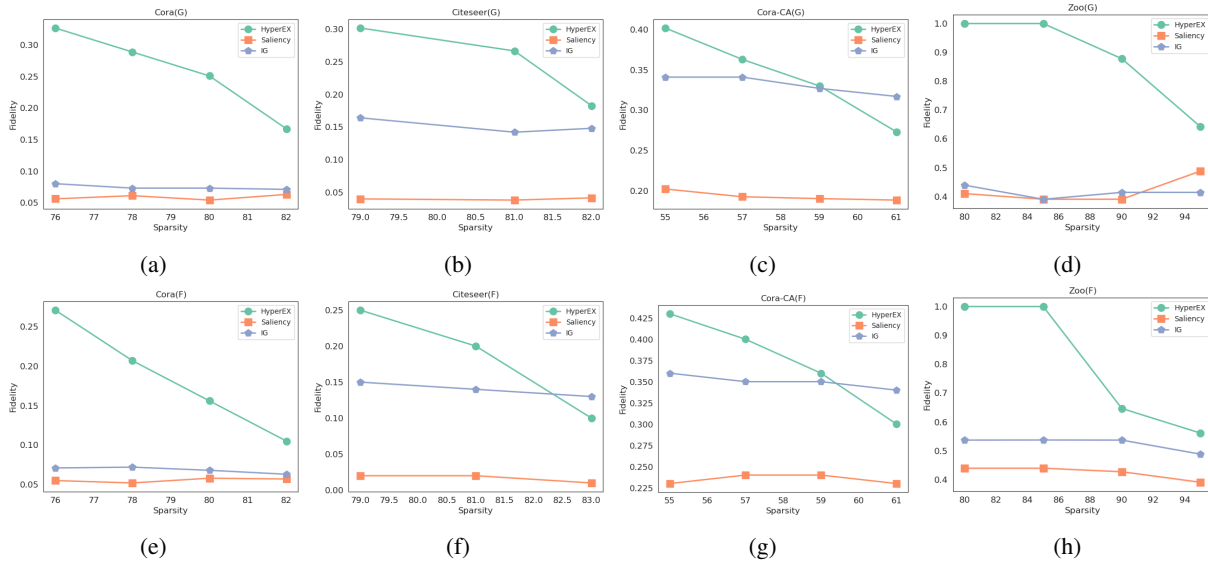 Cora(G)
HyperEX
Saliency
IG
Fidelity
0.30
0.25
0.20
0.15
0.10
0.05
76 77 78 79 80 81 82
Sparsity
(a)
Citeseer(G)
HyperEX
Saliency
IG
Fidelity
0.30
0.25
0.20
0.15
0.10
0.05
79.0 79.5 80.0 80.5 81.0 81.5 82.0
Sparsity
(b)
Cora-CA(G)
HyperEX
Saliency
IG
Fidelity
0.40
0.35
0.30
0.25
0.20
55 56 57 58 59 60 61
Sparsity
(c)
Zoo(G)
HyperEX
Saliency
IG
Fidelity
1.0
0.9
0.8
0.7
0.6
0.5
0.4
80 82 84 86 88 90 92 94
Sparsity
(d)
Cora(F)
HyperEX
Saliency
IG
Fidelity
0.25
0.20
0.15
0.10
0.05
76 77 78 79 80 81 82
Sparsity
(e)
Citeseer(F)
HyperEX
Saliency
IG
Fidelity
0.25
0.20
0.15
0.10
0.05
0.00
79.0 79.5 80.0 80.5 81.0 81.5 82.0 82.5 83.0
Sparsity
(f)
Cora-CA(F)
HyperEX
Saliency
IG
Fidelity
0.425
0.400
0.375
0.350
0.325
0.300
0.275
0.250
0.225
55 56 57 58 59 60 61
Sparsity
(g)
Zoo(F)
HyperEX
Saliency
IG
Fidelity
1.0
0.9
0.8
0.7
0.6
0.5
0.4
80 82 84 86 88 90 92 94
Sparsity
(h)